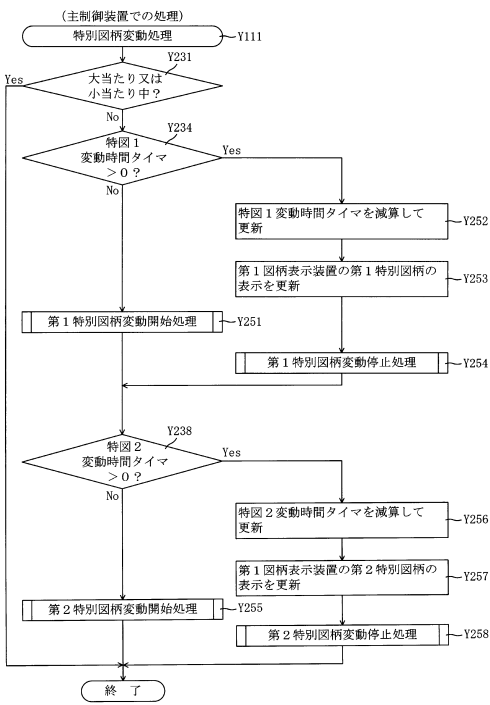 (主制御装置での処理)
特別図柄変動処理
Y111
Y231
大当たり又は
小当たり中?
Yes
No
Y234
特図1
変動時間タイマ
>0?
Yes
No
特図1変動時間タイマを減算して
更新
Y252
第1図柄表示装置の第1特別図柄の
表示を更新
Y253
第1特別図柄変動開始処理
Y251
第1特別図柄変動停止処理
Y254
Y238
特図2
変動時間タイマ
>0?
Yes
No
特図2変動時間タイマを減算して
更新
Y256
第1図柄表示装置の第2特別図柄の
表示を更新
Y257
第2特別図柄変動開始処理
Y255
第2特別図柄変動停止処理
Y258
終 了